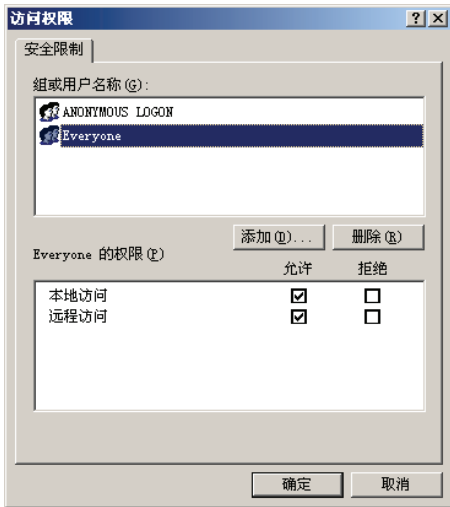 访问权限
安全限制
组或用户名称(G):
ANONYMOUS LOGON
Everyone
添加(D)... 删除(R)
Everyone 的权限(P)
允许 拒绝
本地访问
远程访问
确定 取消